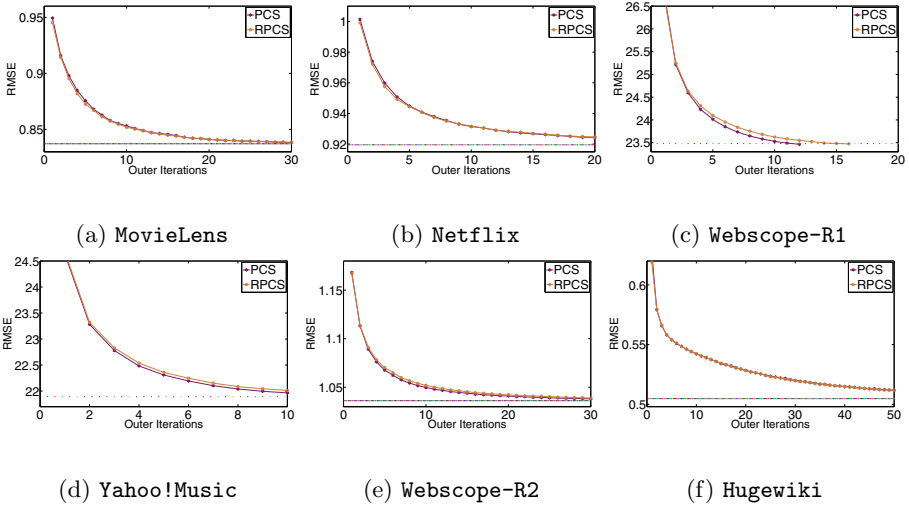 0.95
0.9
0.85
RMSE
0 10 20 30
Outer Iterations
PCS
RPCS
(a) MovieLens
1
0.98
0.96
0.94
0.92
RMSE
0 5 10 15 20
Outer Iterations
PCS
RPCS
(b) Netflix
26.5
26
25.5
25
24.5
24
23.5
RMSE
0 5 10 15 20
Outer Iterations
PCS
RPCS
(c) Webscope-R1
24.5
24
23.5
23
22.5
22
RMSE
0 2 4 6 8 10
Outer Iterations
PCS
RPCS
(d) Yahoo!Music
1.15
1.1
1.05
RMSE
0 10 20 30
Outer Iterations
PCS
RPCS
(e) Webscope-R2
0.6
0.55
0.5
RMSE
0 10 20 30 40 50
Outer Iterations
PCS
RPCS
(f) Hugewiki